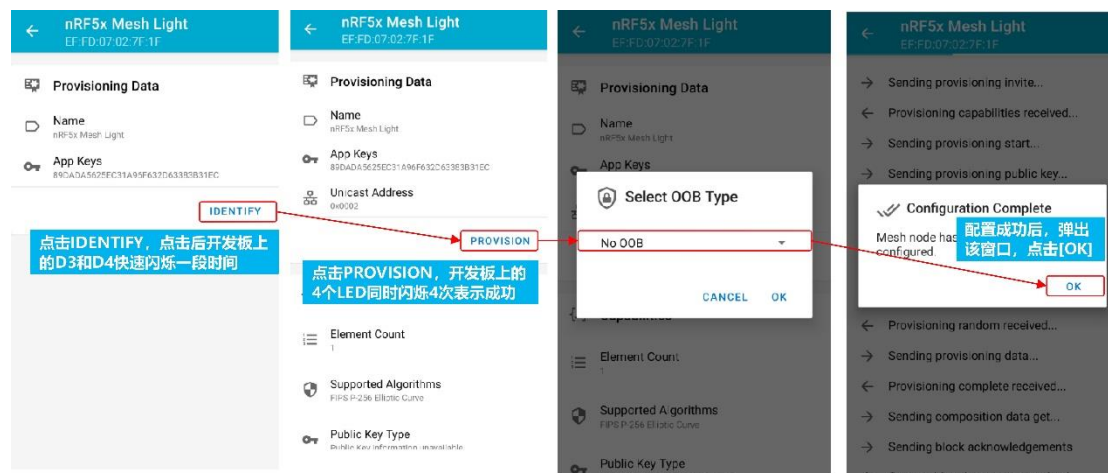 nRF5x Mesh Light
EF:FD:07:02:7F:1F
Provisioning Data
Name
nRF5x Mesh Light
App Keys
89DADA5625EC31A96F632D63383B31EC
IDENTIFY
点击IDENTIFY，点击后开发板上
的D3和D4快速闪烁一段时间
nRF5x Mesh Light
EF:FD:07:02:7F:1F
Provisioning Data
Name
nRF5x Mesh Light
App Keys
89DADA5625EC31A96F632D63383B31EC
Unicast Address
0x0002
PROVISION
点击PROVISION，开发板上的
4个LED同时闪烁4次表示成功
Element Count
1
Supported Algorithms
FIPS P-256 Elliptic Curve
Public Key Type
Public Key information unavailable
nRF5x Mesh Light
EF:FD:07:02:7F:1F
Provisioning Data
Name
nRF5x Mesh Light
App Keys
Select OOB Type
No OOB
CANCEL OK
Element Count
1
Supported Algorithms
FIPS P-256 Elliptic Curve
Public Key Type
nRF5x Mesh Light
EF:FD:07:02:7F:1F
Sending provisioning invite...
Provisioning capabilities received...
Sending provisioning start...
Sending provisioning public key...
Configuration Complete
Mesh node has
configured.
配置成功后，弹出
该窗口，点击[OK]
OK
Provisioning random received...
Sending provisioning data...
Provisioning complete received...
Sending composition data get...
Sending block acknowledgements